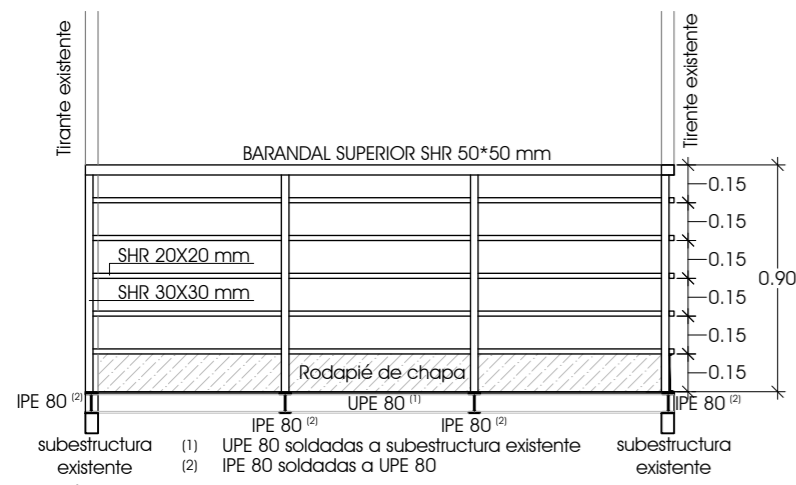 Tirante existente
Tirente existente
BARANDAL SUPERIOR SHR 50*50 mm
0.15
0.15
SHR 20X20 mm
0.15
0.90
SHR 30X30 mm
0.15
0.15
Rodapié de chapa
0.15
IPE 80 (2)
UPE 80 (1)
IPE 80 (2)
IPE 80 (2)
IPE 80 (2)
subestructura
existente
(1) UPE 80 soldadas a subestructura existente
(2) IPE 80 soldadas a UPE 80
subestructura
existente